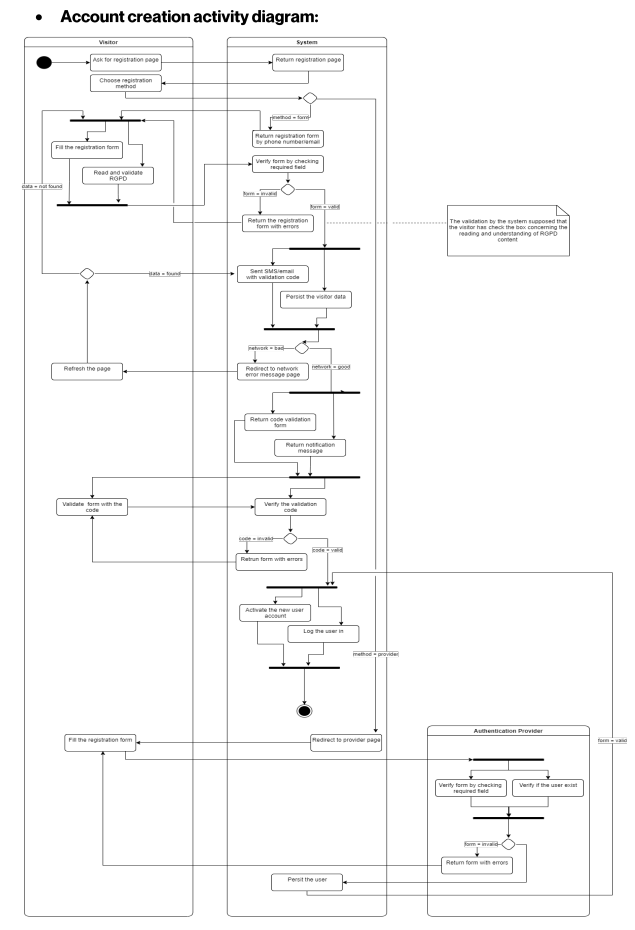 • Account creation activity diagram:
Visitor
System
Ask for registration page
Return registration page
Choose registration
method
method = form
Return registration form
by phone number/email
Fill the registration form
Read and validate
RGPD
Verify form by checking
required field
form = invalid
form = valid
data = not found
Return the registration
form with errors
The validation by the system supposed that
the visitor has check the box concerning the
reading and understanding of RGPD
content
data = found
Sent SMS/email
with validation code
Persist the visitor data
network = bad
network = good
Refresh the page
Redirect to network
error message page
Return code validation
form
Return notification
message
Validate form with the
code
Verify the validation
code
code = invalid
code = valid
Retrun form with errors
Activate the new user
account
Log the user in
method = provider
Fill the registration form
Redirect to provider page
Authentication Provider
form = valid
Verify form by checking
required field
Verify if the user exist
form = invalid
Return form with errors
Persit the user